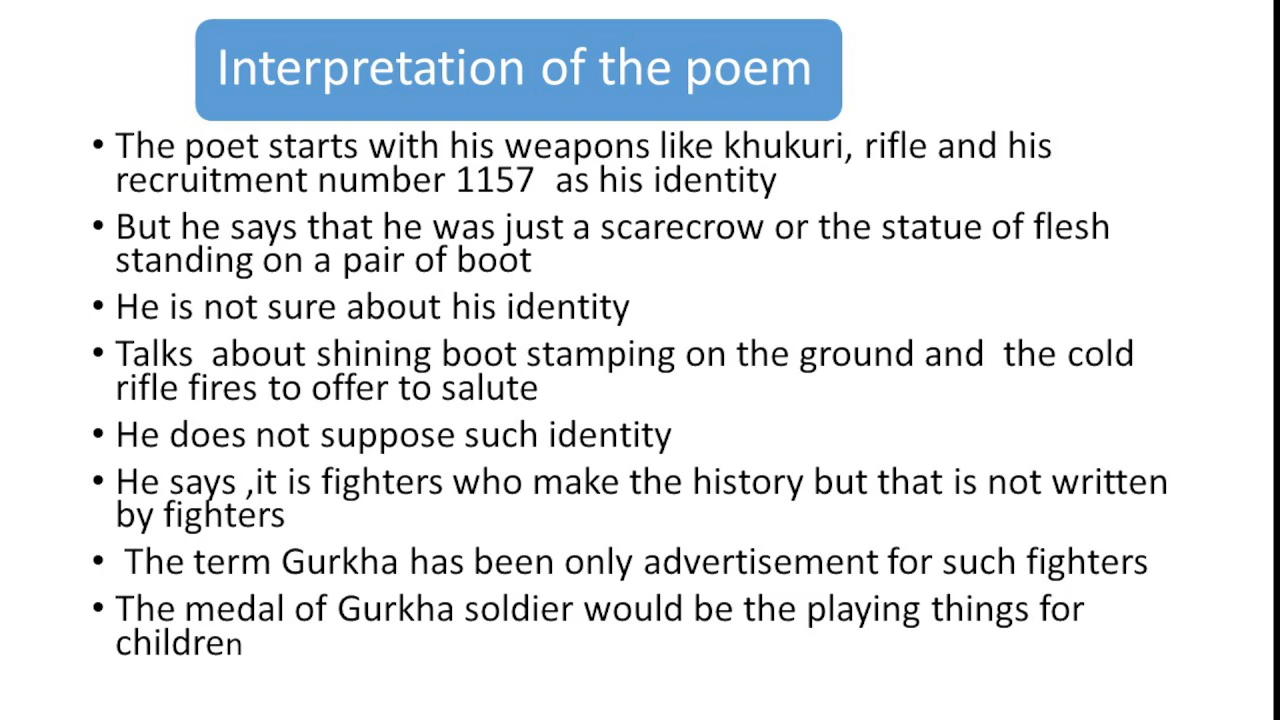 Interpretation of the poem
• The poet starts with his weapons like khukuri, rifle and his
recruitment number 1157  as his identity
• But he says that he was just a scarecrow or the statue of flesh
standing on a pair of boot
• He is not sure about his identity
• Talks  about shining boot stamping on the ground and  the cold
rifle fires to offer to salute
• He does not suppose such identity
• He says ,it is fighters who make the history but that is not written
by fighters
•  The term Gurkha has been only advertisement for such fighters
• The medal of Gurkha soldier would be the playing things for
children